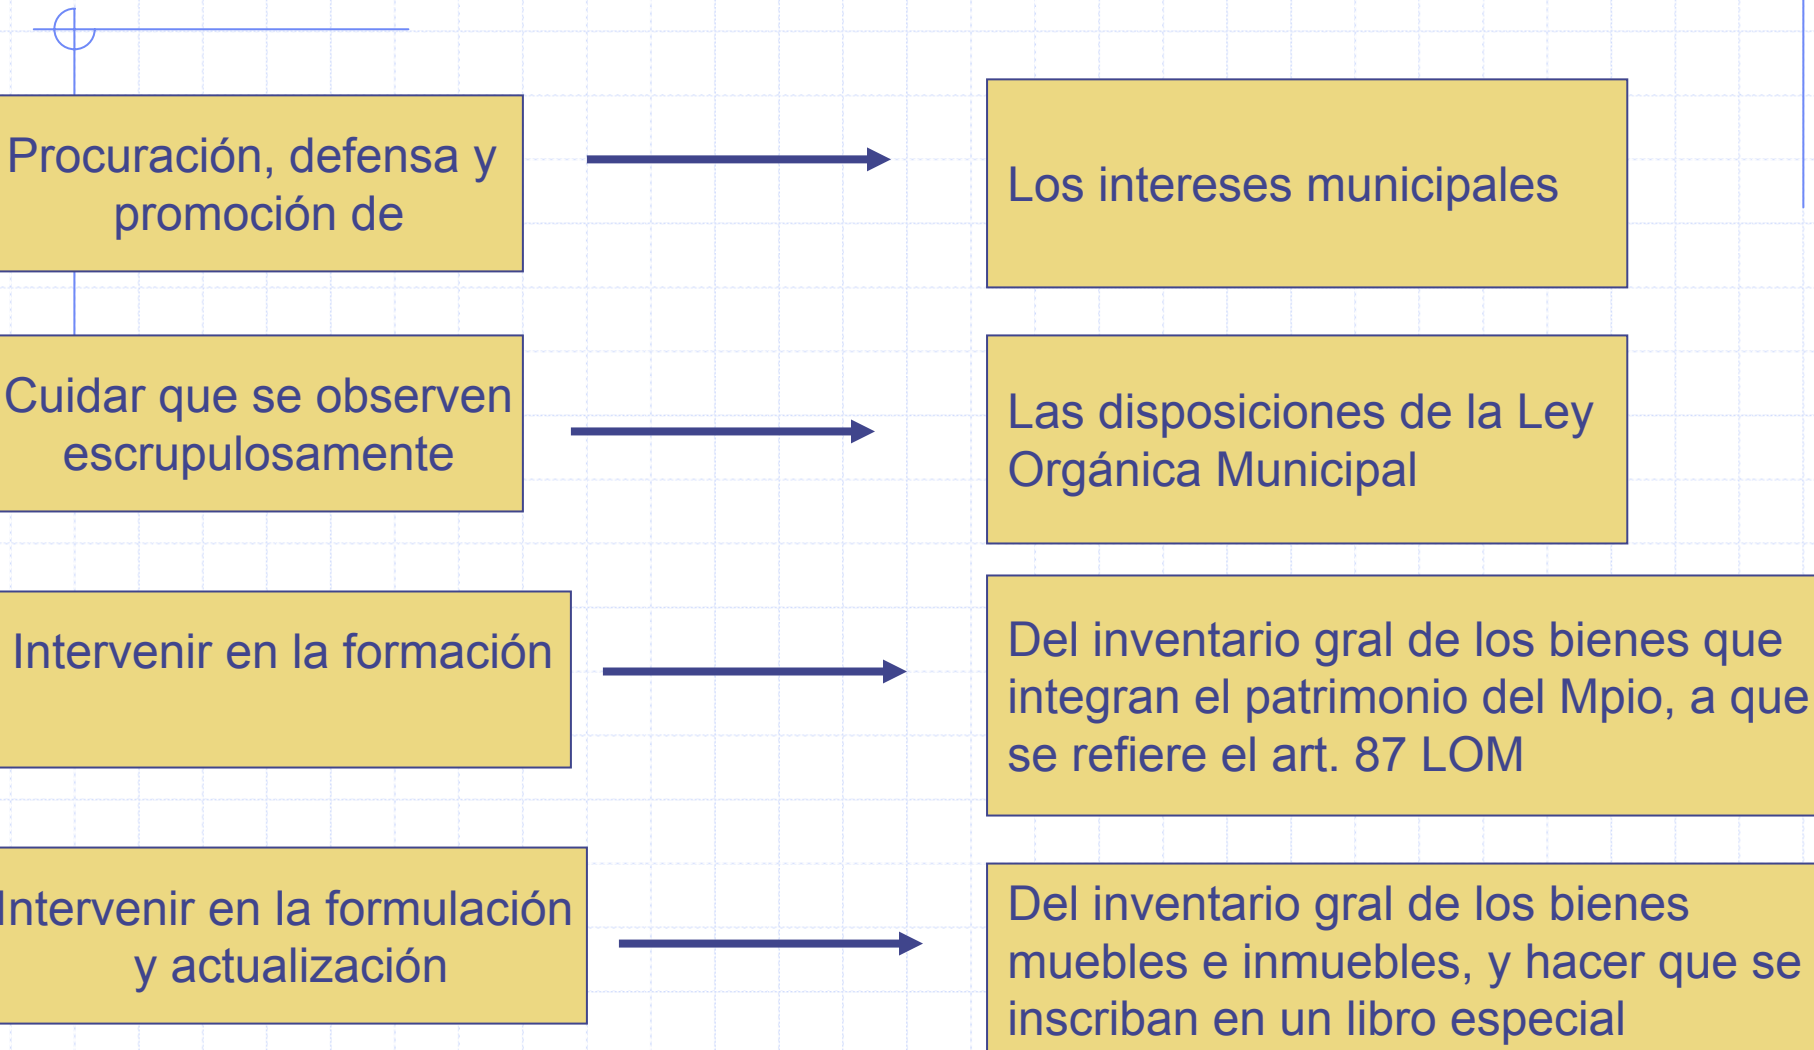 Procuración, defensa y
promoción de
Los intereses municipales
Cuidar que se observen
escrupulosamente
Las disposiciones de la Ley
Orgánica Municipal
Intervenir en la formación
Del inventario gral de los bienes que
integran el patrimonio del Mpio, a que
se refiere el art. 87 LOM
Intervenir en la formulación
y actualización
Del inventario gral de los bienes
muebles e inmuebles, y hacer que se
inscriban en un libro especial